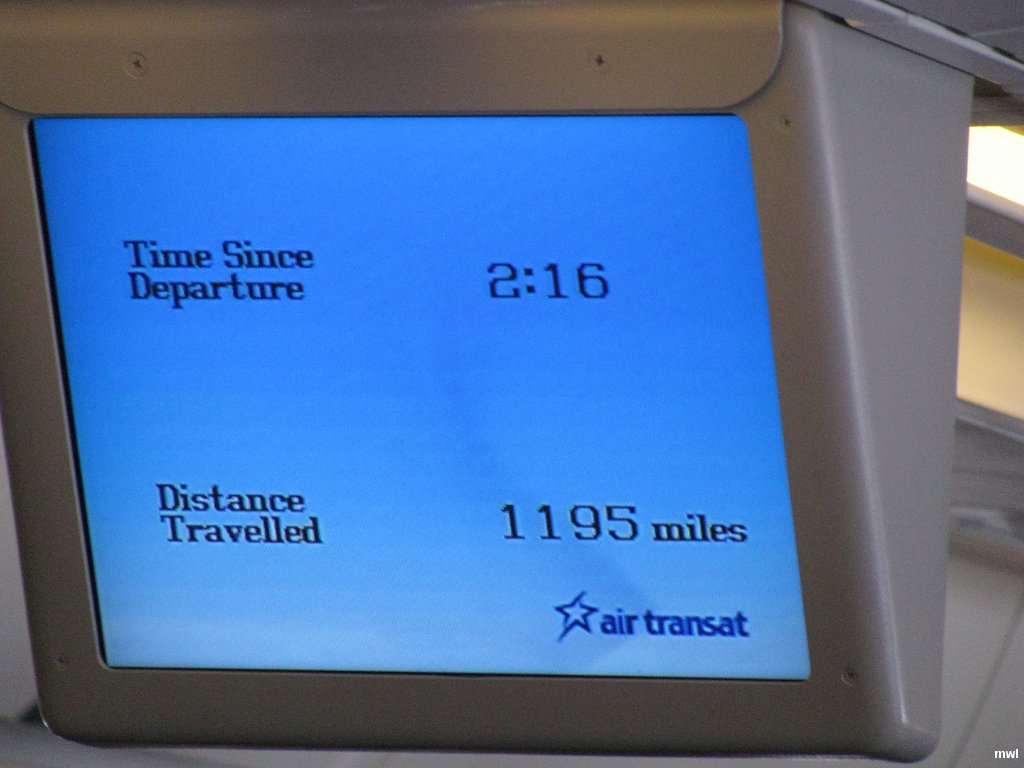 Time Since
Departure
2:16
Distance
Travelled
1195 miles
air transat
mwl